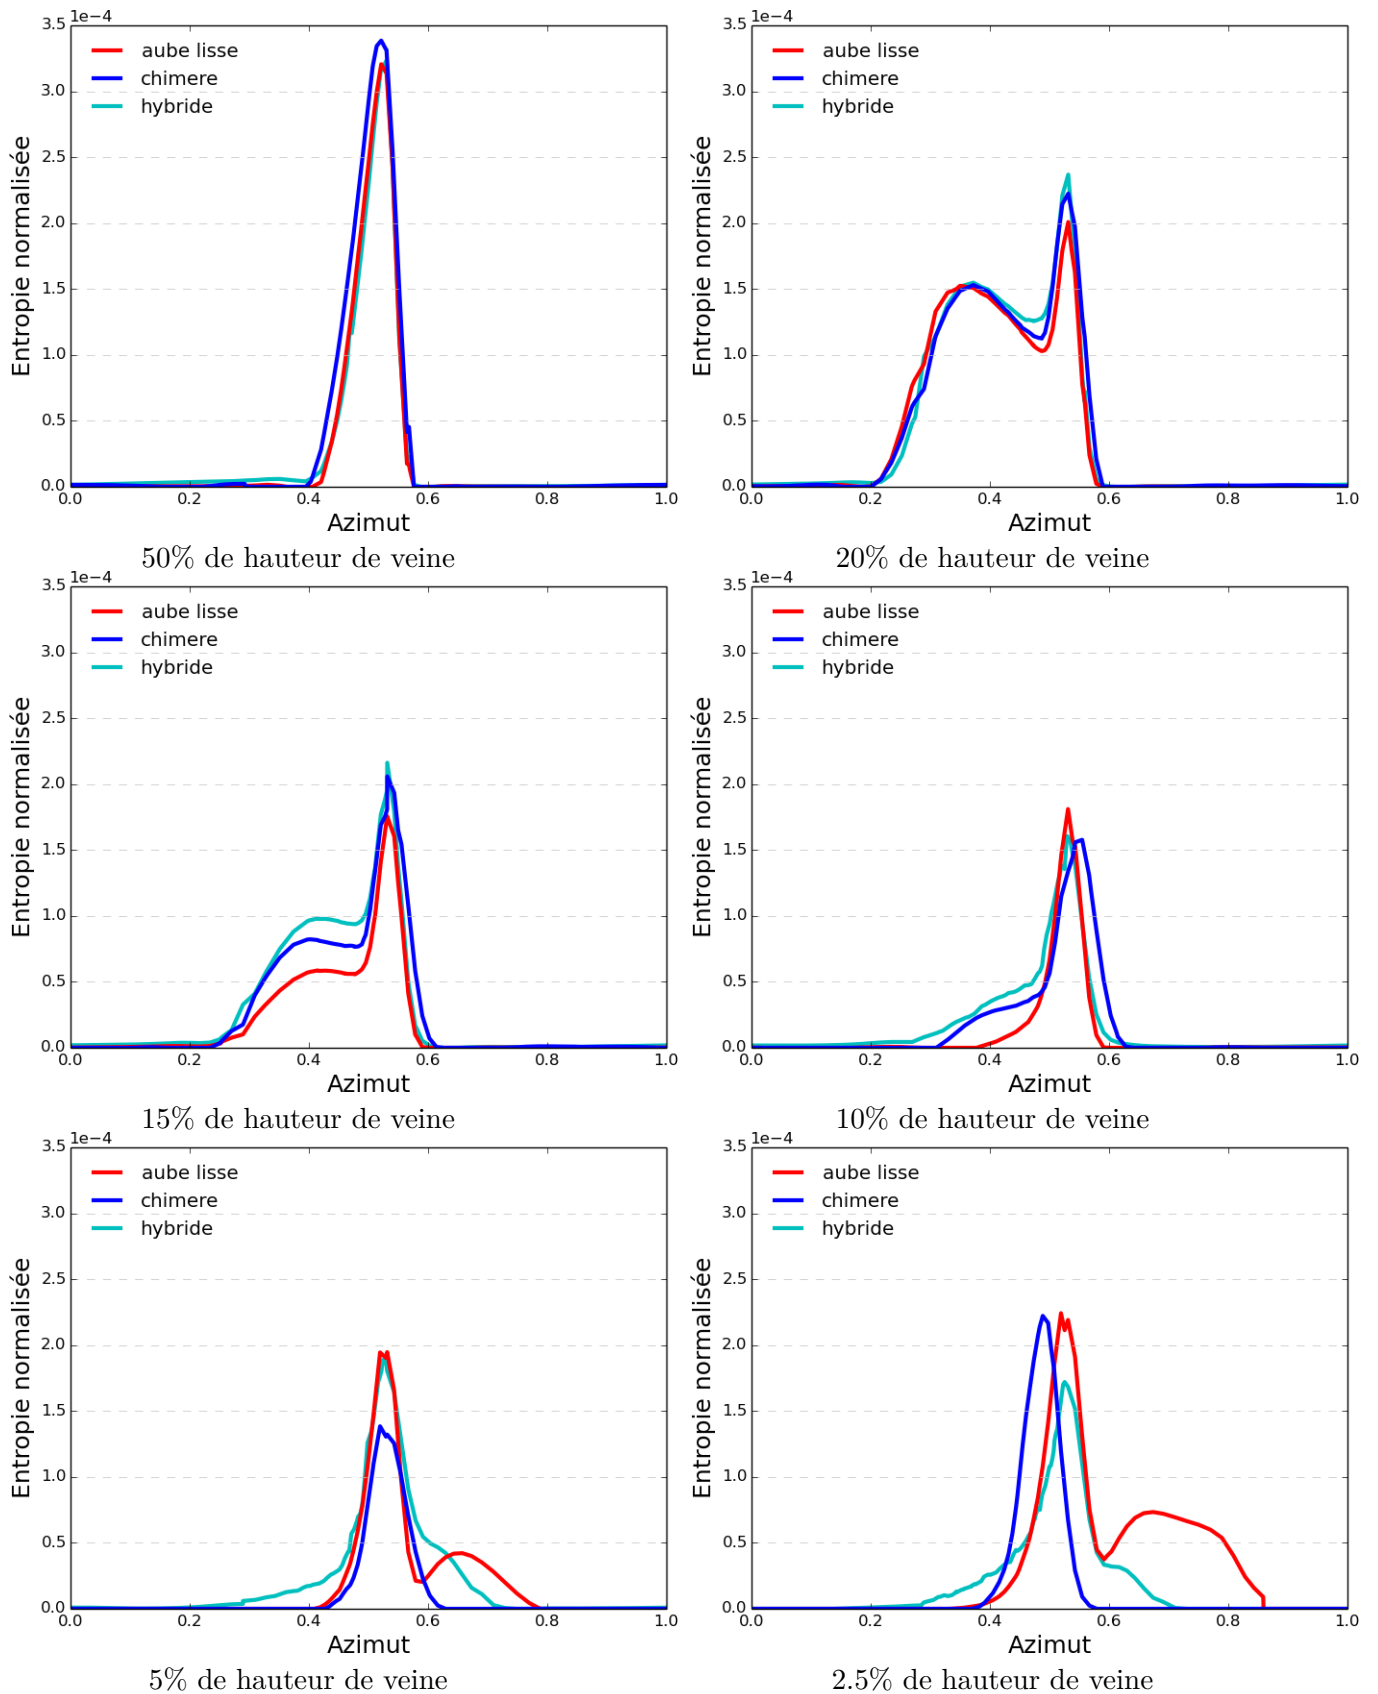 1e−4
3.5
3.0
2.5
2.0
1.5
1.0
0.5
0.0
0.0 0.2 0.4 0.6 0.8 1.0
Entropie normalisée
Azimut
aube lisse
chimere
hybride
50% de hauteur de veine
1e−4
3.5
3.0
2.5
2.0
1.5
1.0
0.5
0.0
0.0 0.2 0.4 0.6 0.8 1.0
Entropie normalisée
Azimut
aube lisse
chimere
hybride
20% de hauteur de veine
1e−4
3.5
3.0
2.5
2.0
1.5
1.0
0.5
0.0
0.0 0.2 0.4 0.6 0.8 1.0
Entropie normalisée
Azimut
aube lisse
chimere
hybride
15% de hauteur de veine
1e−4
3.5
3.0
2.5
2.0
1.5
1.0
0.5
0.0
0.0 0.2 0.4 0.6 0.8 1.0
Entropie normalisée
Azimut
aube lisse
chimere
hybride
10% de hauteur de veine
1e−4
3.5
3.0
2.5
2.0
1.5
1.0
0.5
0.0
0.0 0.2 0.4 0.6 0.8 1.0
Entropie normalisée
Azimut
aube lisse
chimere
hybride
5% de hauteur de veine
1e−4
3.5
3.0
2.5
2.0
1.5
1.0
0.5
0.0
0.0 0.2 0.4 0.6 0.8 1.0
Entropie normalisée
Azimut
aube lisse
chimere
hybride
2.5% de hauteur de veine